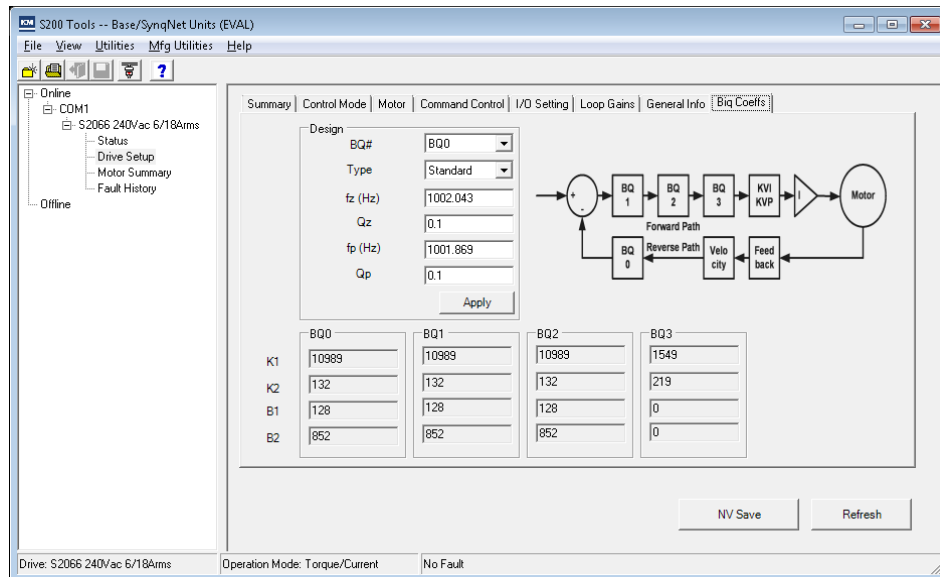 S200 Tools -- Base/SynqNet Units (EVAL)
File View Utilities Mfg Utilities Help
Online
COM1
S2066 240Vac 6/18Arms
Status
Drive Setup
Motor Summary
Fault History
Offline
Summary Control Mode Motor Command Control I/O Setting Loop Gains General Info Biq Coeffs
Design
BQ# BQ0
Type Standard
fz (Hz) 1002.043
Qz 0.1
fp (Hz) 1001.869
Qp 0.1
Apply
+ -
BQ 1
BQ 2
BQ 3
KVI KVP
I
Motor
Forward Path
BQ 0
Reverse Path
Velo city
Feed back
BQ0 BQ1 BQ2 BQ3
K1 10989 10989 10989 1549
K2 132 132 132 219
B1 128 128 128 0
B2 852 852 852 0
NV Save Refresh
Drive: S2066 240Vac 6/18Arms Operation Mode: Torque/Current No Fault